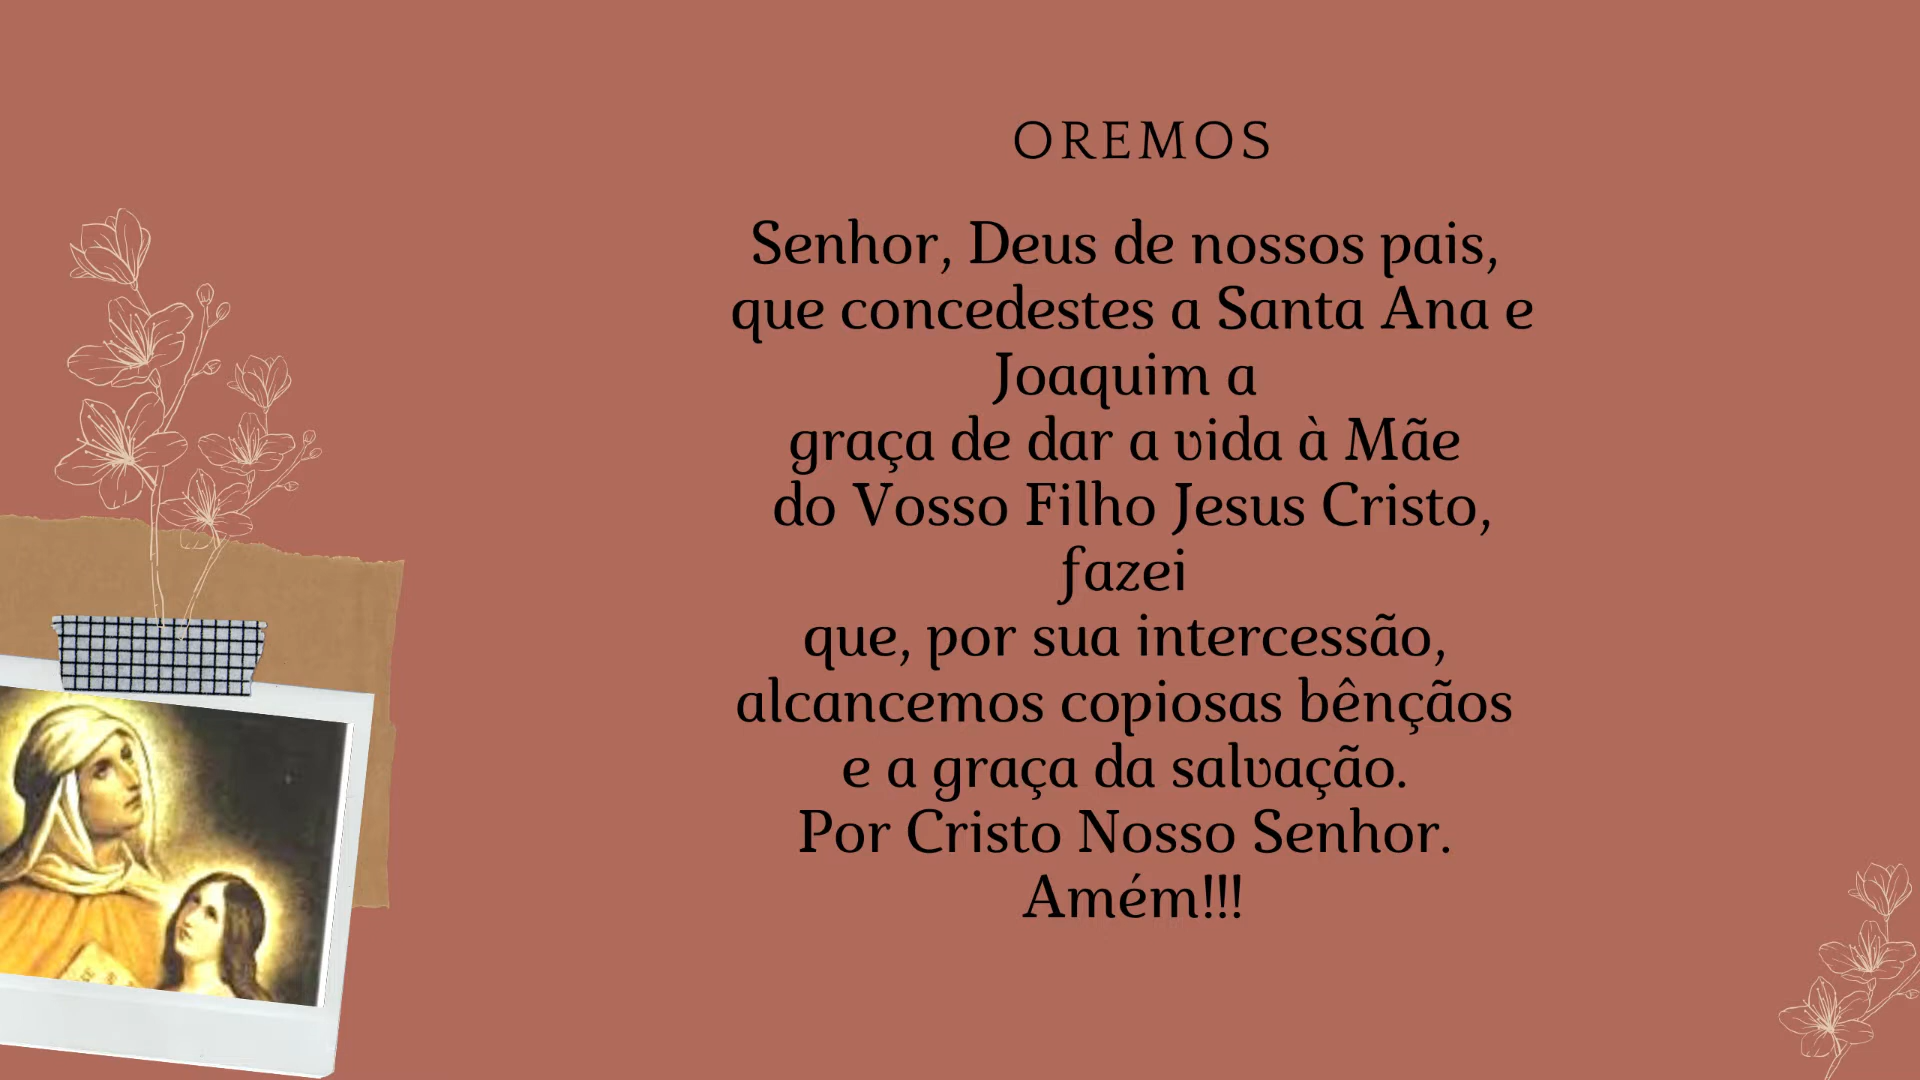 OREMOS
Senhor, Deus de nossos pais,
que concedestes a Santa Ana e
Joaquim a
graça de dar a vida à Mãe
do Vosso Filho Jesus Cristo,
fazei
que, por sua intercessão,
alcancemos copiosas bênçãos
e a graça da salvação.
Por Cristo Nosso Senhor.
Amém!!!